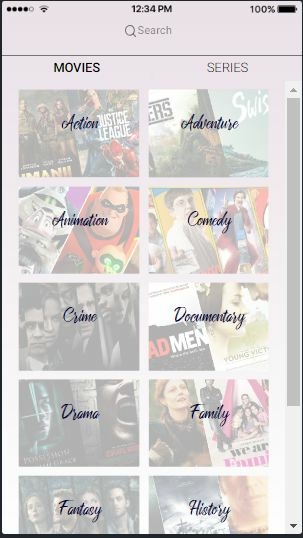 12:34 PM 100%
Search
MOVIES SERIES
Action Adventure
JUSTICE
LEAGUE
Animation Comedy
Crime Documentary
AD MEN
YOUNG VICT
Drama Family
we are
Fami
Fantasy History